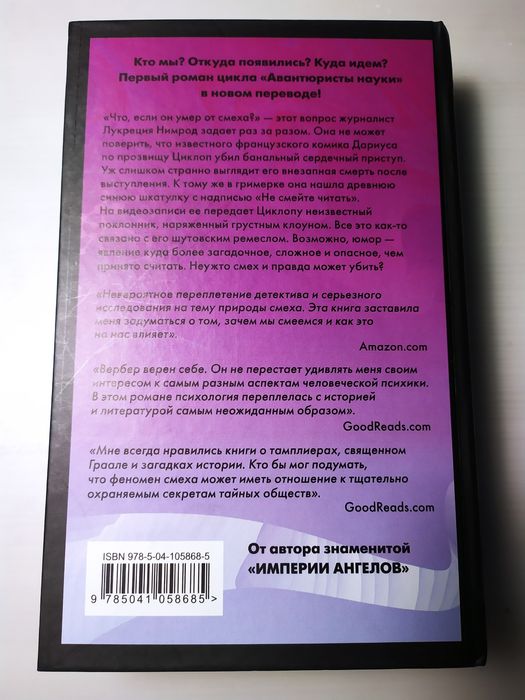 Кто мы? Откуда появились? Куда идем?
Первый роман цикла «Авантюристы науки»
в новом переводе!
«Что, если он умер от смеха?» — этот вопрос журналист
Лукреция Нимрод задает раз за разом. Она не может
поверить, что известного французского комика Дариуса
по прозвищу Циклоп убил банальный сердечный приступ.
Уж слишком странно выглядит его внезапная смерть после
выступления. К тому же в гримерке она нашла древнюю
синюю шкатулку с надписью «Не смейте читать».
На видеозаписи ее передает Циклопу неизвестный
поклонник, наряженный грустным клоуном. Все это как-то
связано с его шутовским ремеслом. Возможно, юмор —
явление куда более загадочное, сложное и опасное, чем
принято считать. Неужто смех и правда может убить?
«Невероятное переплетение детектива и серьезного
исследования на тему природы смеха. Эта книга заставила
меня задуматься о том, зачем мы смеемся и как это
на нас влияет».
Amazon.com
«Вербер верен себе. Он не перестает удивлять меня своим
интересом к самым разным аспектам человеческой психики.
В этом романе психология переплелась с историей
и литературой самым неожиданным образом».
GoodReads.com
«Мне всегда нравились книги о тамплиерах, священном
Граале и загадках истории. Кто бы мог подумать,
что феномен смеха может иметь отношение к тщательно
охраняемым секретам тайных обществ».
GoodReads.com
ISBN 978-5-04-105868-5
9 785041 058685 >
От автора знаменитой
«ИМПЕРИИ АНГЕЛОВ»